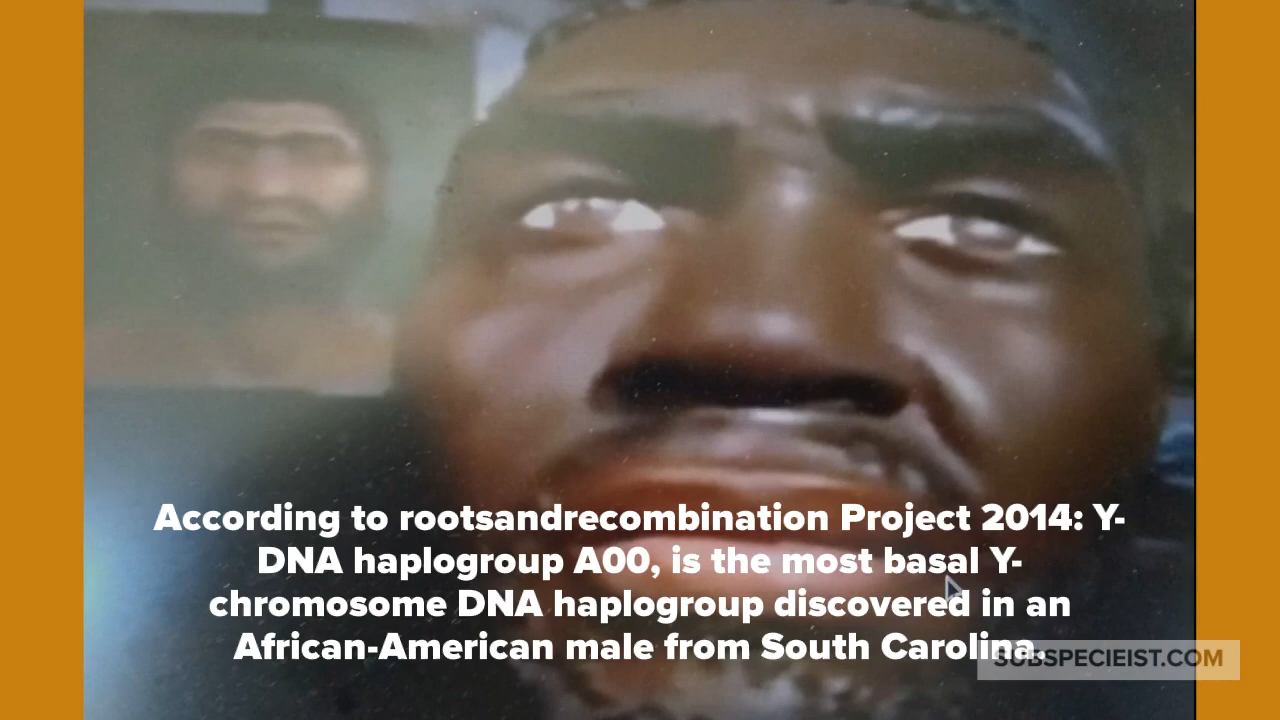 According to rootsandrecombination Project 2014: Y-
DNA haplogroup A00, is the most basal Y-
chromosome DNA haplogroup discovered in an
African-American male from South Carolina.
SUBSPECIEIST.COM